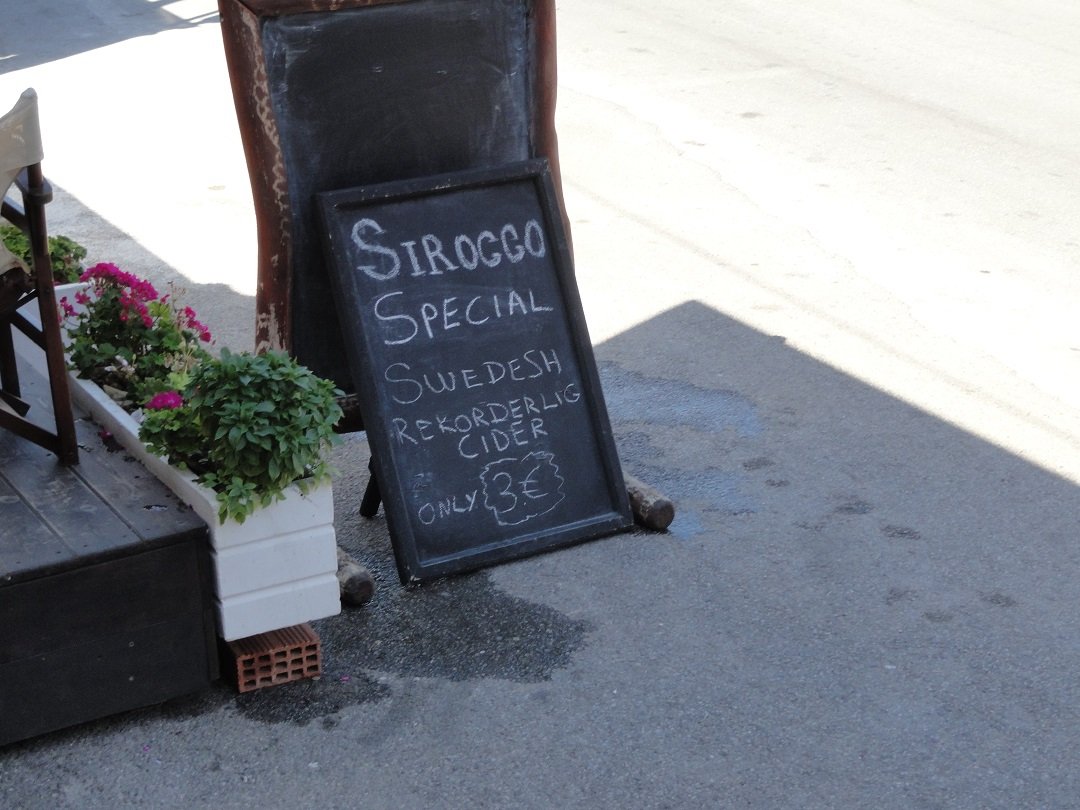 SIROCCO
SPECIAL
SWEDESH
REKORDERLIG
CIDER
ONLY 3€